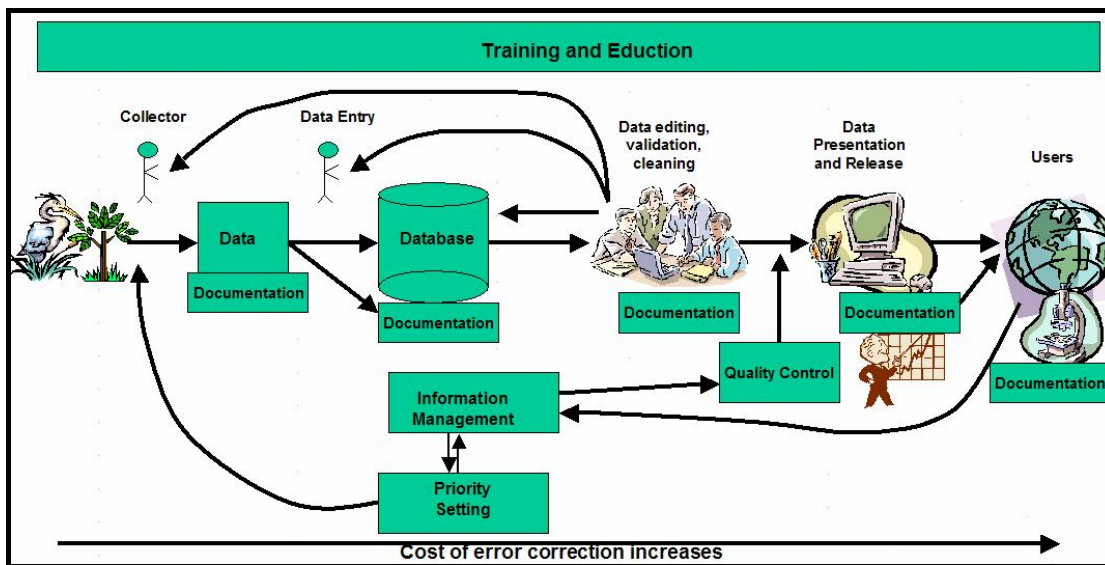 Training and Eduction
Collector
Data Entry
Data editing,
validation,
cleaning
Data
Presentation
and Release
Users
Data
Database
Documentation
Documentation
Documentation
Documentation
Documentation
Quality Control
Information
Management
Priority
Setting
Cost of error correction increases